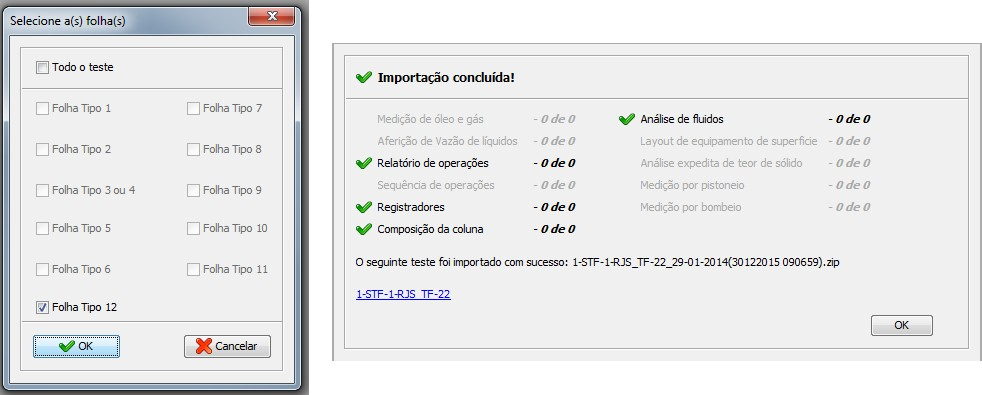 Selecione a(s) folha(s)
Todo o teste
Folha Tipo 1
Folha Tipo 7
Folha Tipo 2
Folha Tipo 8
Folha Tipo 3 ou 4
Folha Tipo 9
Folha Tipo 5
Folha Tipo 10
Folha Tipo 6
Folha Tipo 11
Folha Tipo 12
OK
Cancelar
Importação concluída!
Medição de óleo e gás - 0 de 0
Aferição de Vazão de líquidos - 0 de 0
Relatório de operações - 0 de 0
Sequência de operações - 0 de 0
Registradores - 0 de 0
Composição da coluna - 0 de 0
Análise de fluidos - 0 de 0
Layout de equipamento de superfície - 0 de 0
Análise expedita de teor de sólido - 0 de 0
Medição por pistoneio - 0 de 0
Medição por bombeio - 0 de 0
O seguinte teste foi importado com sucesso: 1-STF-1-RJS_TF-22_29-01-2014(30122015 090659).zip
1-STF-1-RJS_TF-22
OK